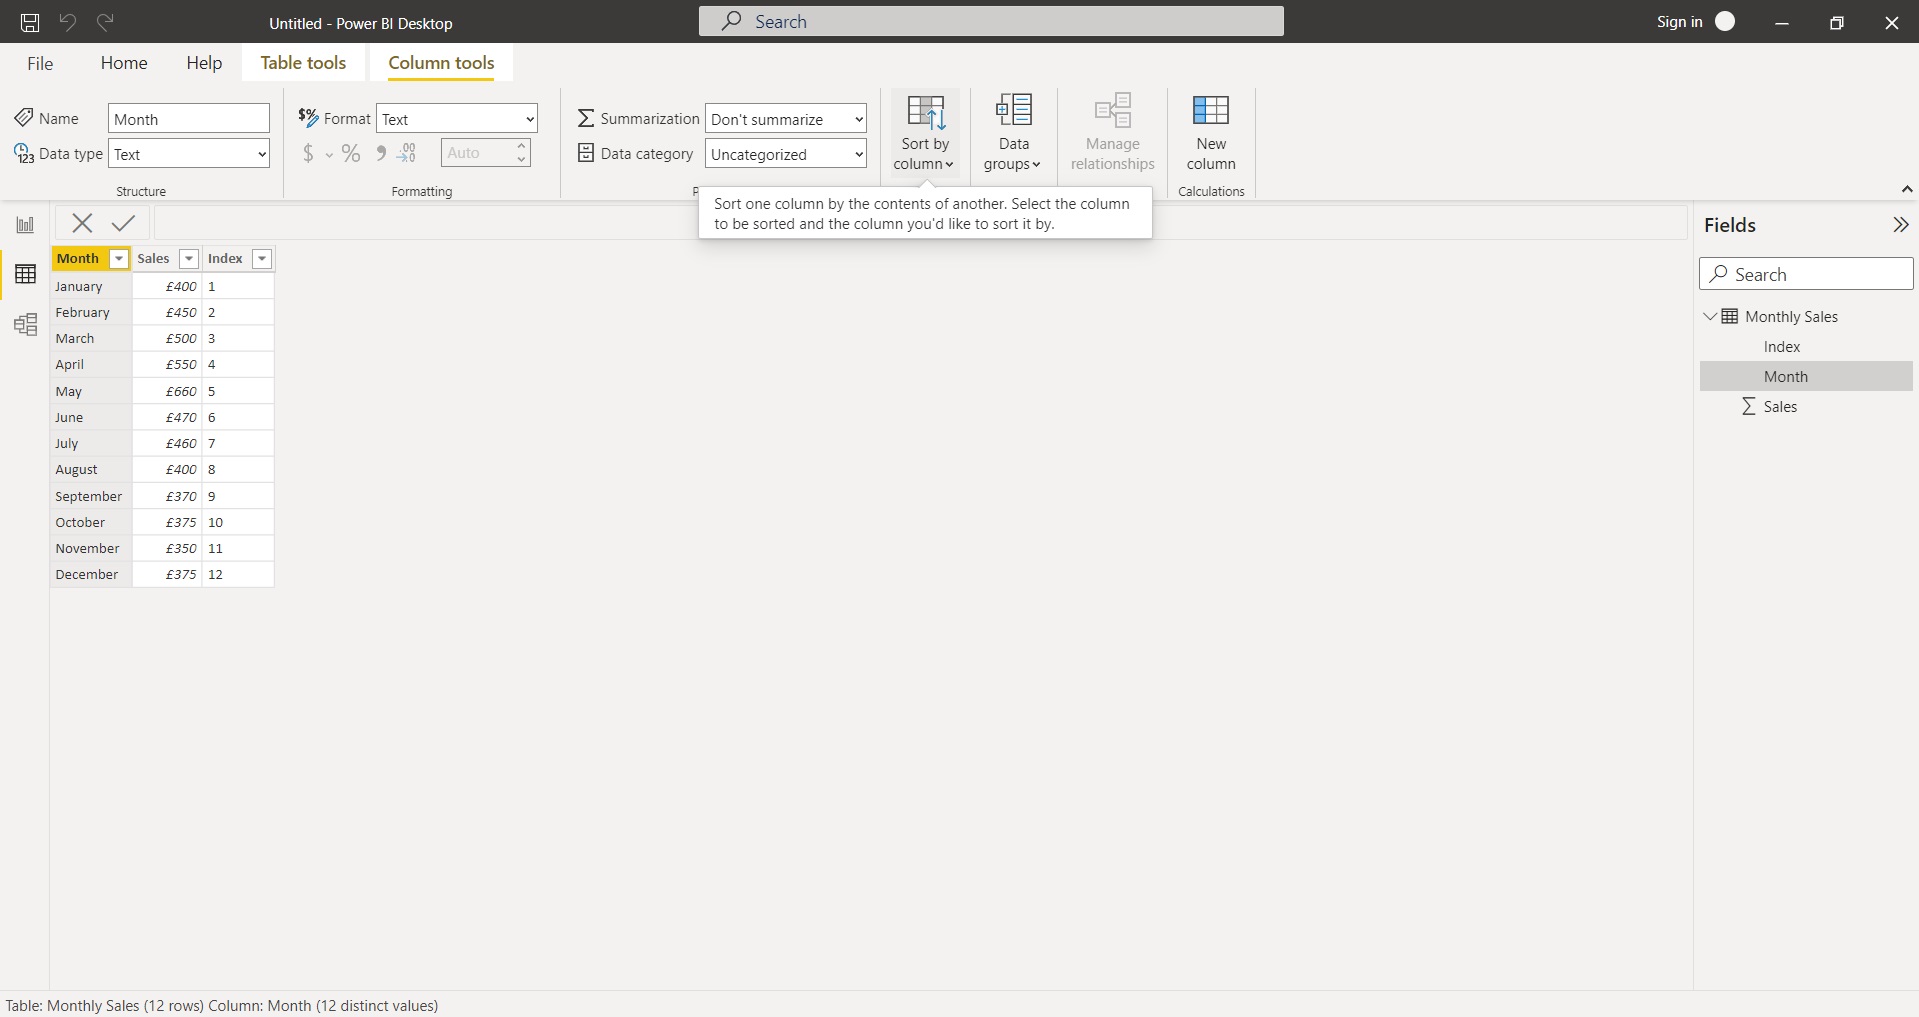 Untitled - Power BI Desktop
Search
Sign in
File
Home
Help
Table tools
Column tools
Name
Month
Data type
Text
Structure
Format
Text
$
%
Auto
Formatting
Summarization
Don't summarize
Data category
Uncategorized
P
Sort by
column
Data
groups
Manage
relationships
New
column
Calculations
Sort one column by the contents of another. Select the column
to be sorted and the column you'd like to sort it by.
Month Sales Index
January £400 1
February £450 2
March £500 3
April £550 4
May £660 5
June £470 6
July £460 7
August £400 8
September £370 9
October £375 10
November £350 11
December £375 12
Fields
Search
Monthly Sales
Index
Month
Sales
Table: Monthly Sales (12 rows) Column: Month (12 distinct values)